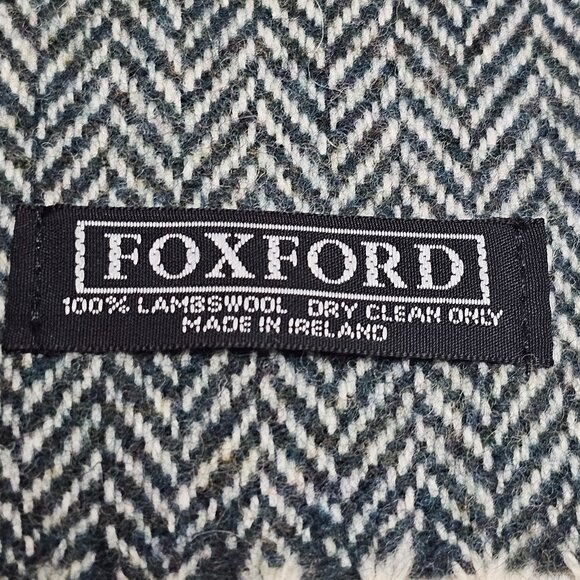 FOXFORD
100% LAMBSWOOL DRY CLEAN ONLY
MADE IN IRELAND